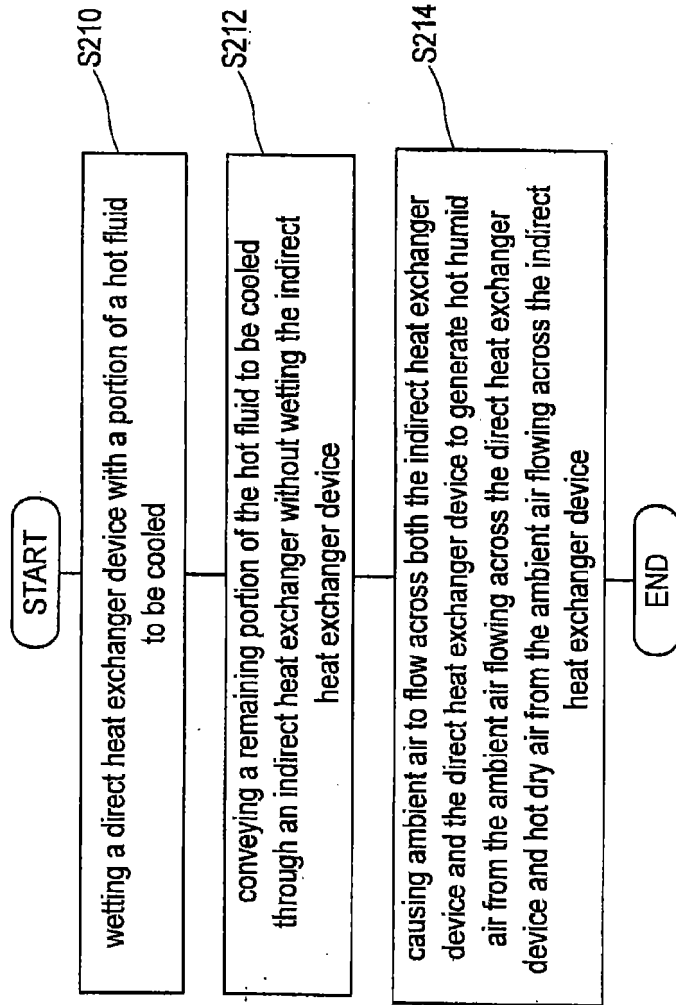 START
wetting a direct heat exchanger device with a portion of a hot fluid
to be cooled
S210
conveying a remaining portion of the hot fluid to be cooled
through an indirect heat exchanger without wetting the indirect
heat exchanger device
S212
causing ambient air to flow across both the indirect heat exchanger
device and the direct heat exchanger device to generate hot humid
air from the ambient air flowing across the direct heat exchanger
device and hot dry air from the ambient air flowing across the indirect
heat exchanger device
S214
END